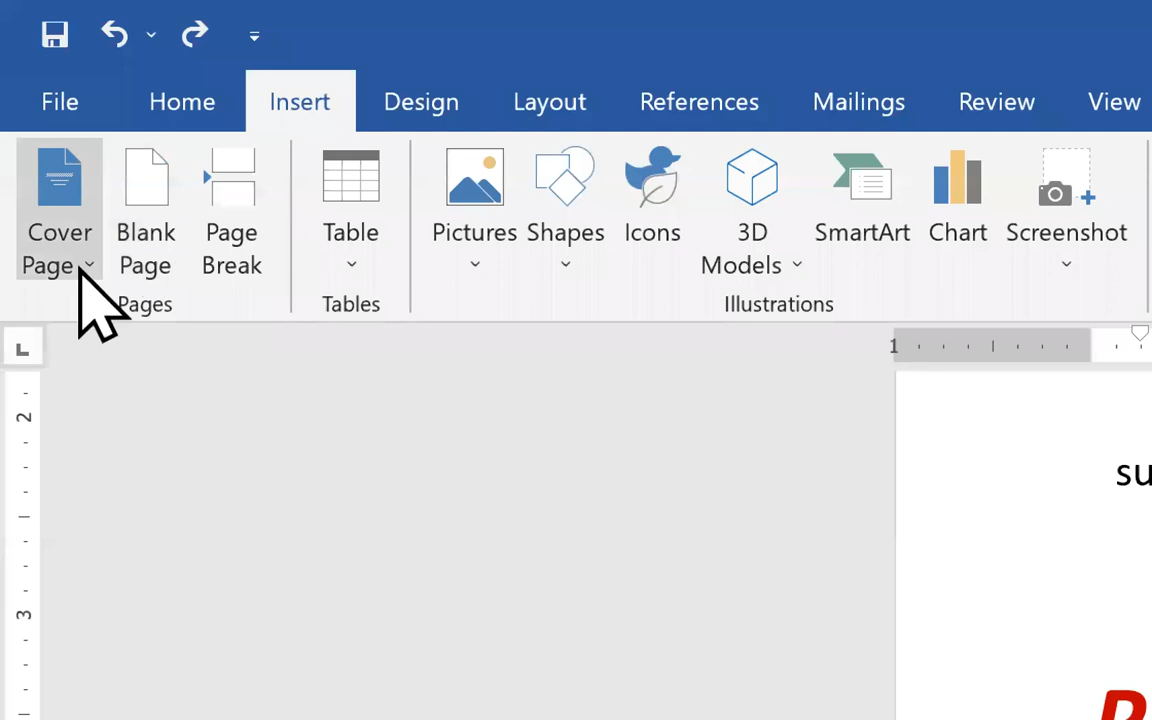 File Home Insert Design Layout References Mailings Review View
Cover Page Blank Page Page Break Table Pictures Shapes Icons 3D Models SmartArt Chart Screenshot
Pages Tables Illustrations
1
2
su
3